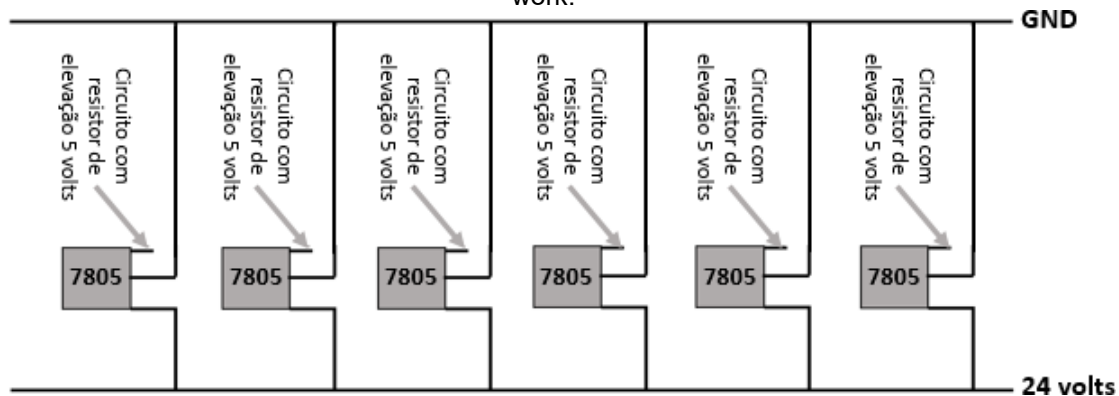 work.
GND
Circuito com
resistor de
elevação 5 volts
Circuito com
resistor de
elevação 5 volts
Circuito com
resistor de
elevação 5 volts
Circuito com
resistor de
elevação 5 volts
Circuito com
resistor de
elevação 5 volts
Circuito com
resistor de
elevação 5 volts
7805
7805
7805
7805
7805
7805
24 volts